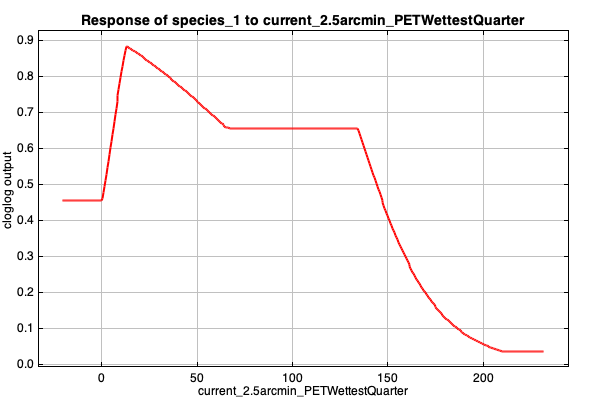 Response of species_1 to current_2.5arcmin_PETWettestQuarter
0.9
0.8
0.7
0.6
0.5
0.4
0.3
0.2
0.1
0.0
cloglog output
0 50 100 150 200
current_2.5arcmin_PETWettestQuarter